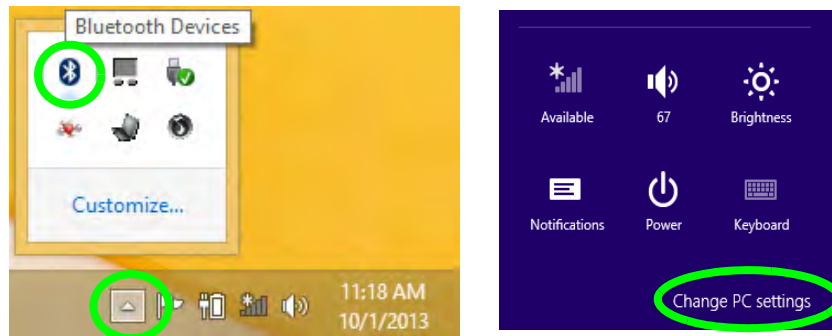 Bluetooth Devices
Customize...
11:18 AM
10/1/2013
Available
67
Brightness
Notifications
Power
Keyboard
Change PC settings